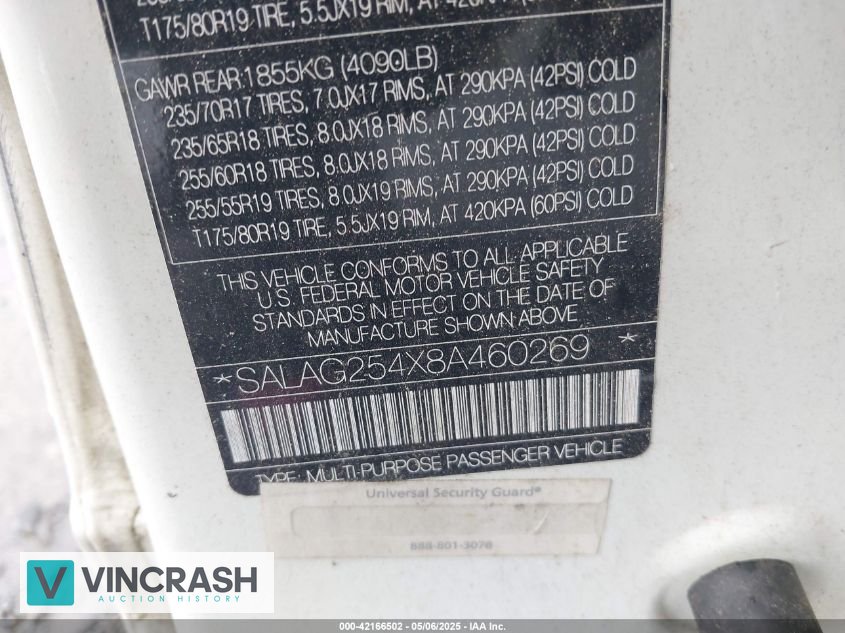 T175/80R19 TIRE, 5.5JX19 RIM, AT 420KPA
GAWR REAR:1855KG (4090LB)
235/70R17 TIRES, 7.0JX17 RIMS, AT 290KPA (42PSI) COLD
235/65R18 TIRES, 8.0JX18 RIMS, AT 290KPA (42PSI) COLD
255/60R18 TIRES, 8.0JX18 RIMS, AT 290KPA (42PSI) COLD
255/55R19 TIRES, 8.0JX19 RIMS, AT 290KPA (42PSI) COLD
T175/80R19 TIRE, 5.5JX19 RIM, AT 420KPA (60PSI) COLD
THIS VEHICLE CONFORMS TO ALL APPLICABLE
U.S. FEDERAL MOTOR VEHICLE SAFETY
STANDARDS IN EFFECT ON THE DATE OF
MANUFACTURE SHOWN ABOVE
*SALAG254X8A460269 *
TYPE: MULTI-PURPOSE PASSENGER VEHICLE
Universal Security Guard®
888-801-3078
VINCRASH
AUCTION HISTORY
000-42166502 - 05/06/2025 - IAA Inc.